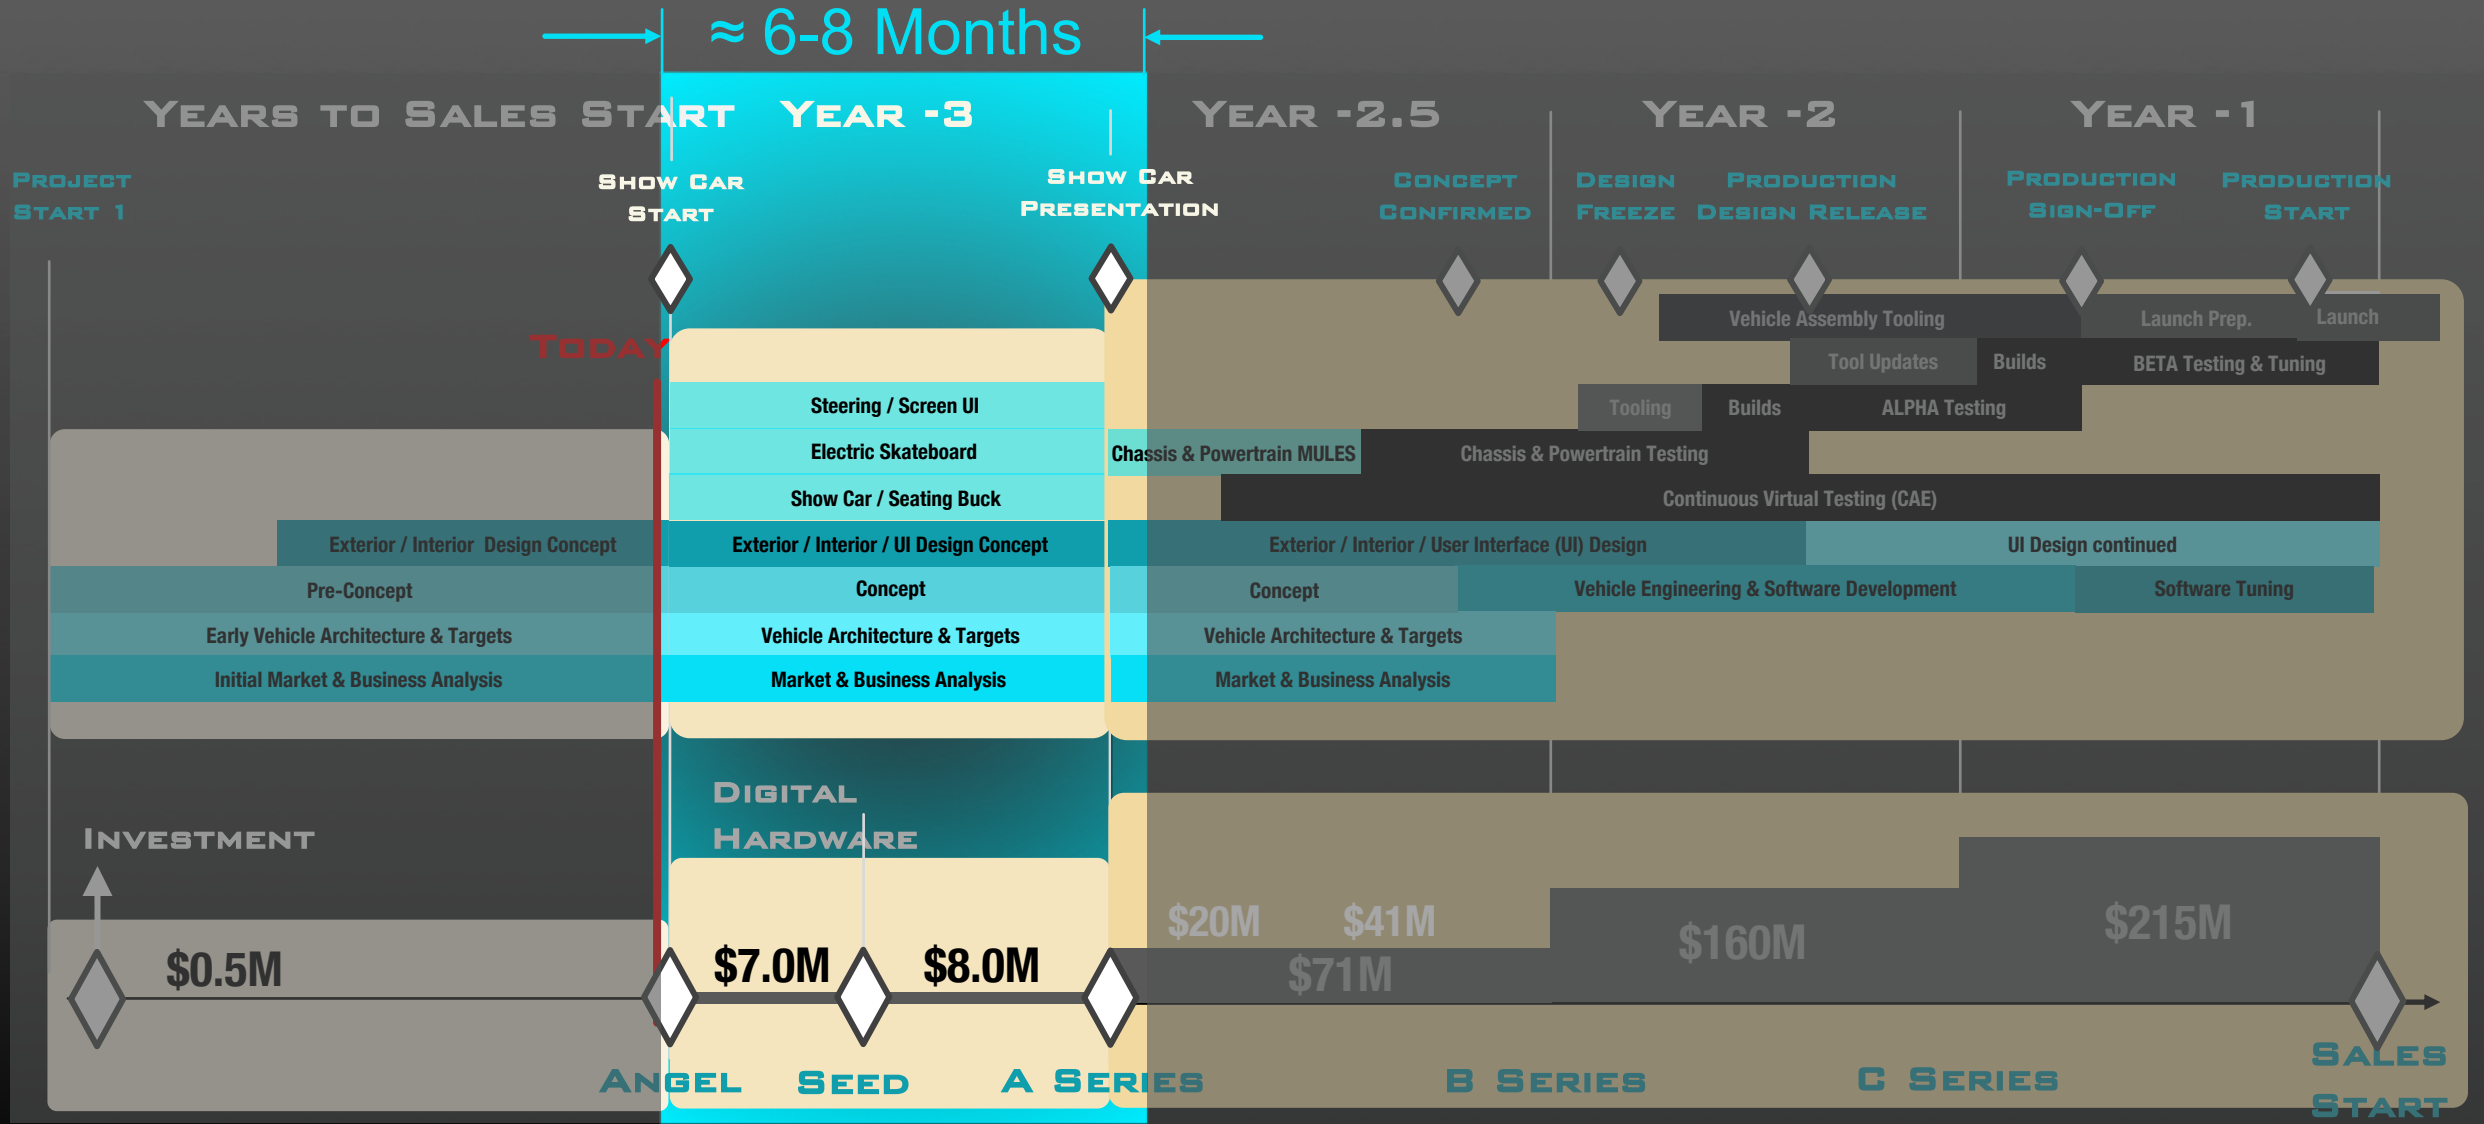 ≈ 6-8 Months
Years to Sales Start
Year -3
Year -2.5
Year -2
Year -1
Project
Start 1
Show Car
Start
Show Car
Presentation
Concept
Confirmed
Design
Freeze
Production
Design Release
Production
Sign-Off
Production
Start
Today
Vehicle Assembly Tooling
Launch Prep.
Launch
Tool Updates
Builds
BETA Testing & Tuning
Steering / Screen UI
Tooling
Builds
ALPHA Testing
Electric Skateboard
Chassis & Powertrain MULES
Chassis & Powertrain Testing
Show Car / Seating Buck
Continuous Virtual Testing (CAE)
Exterior / Interior Design Concept
Exterior / Interior / UI Design Concept
Exterior / Interior / User Interface (UI) Design
UI Design continued
Pre-Concept
Concept
Concept
Vehicle Engineering & Software Development
Software Tuning
Early Vehicle Architecture & Targets
Vehicle Architecture & Targets
Vehicle Architecture & Targets
Initial Market & Business Analysis
Market & Business Analysis
Market & Business Analysis
Digital
Hardware
Investment
$0.5M
$7.0M
$8.0M
$20M
$41M
$71M
$160M
$215M
Angel
Seed
A Series
B Series
C Series
Sales
Start